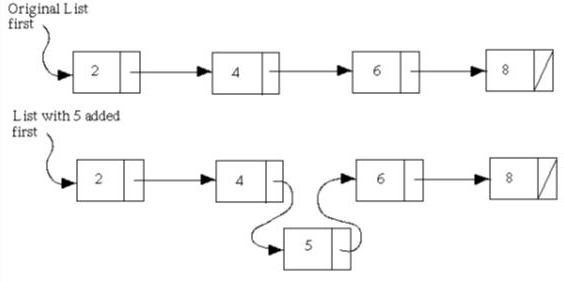 Original List
first
2 4 6 8
List with 5 added
first
2 4 6 8
5